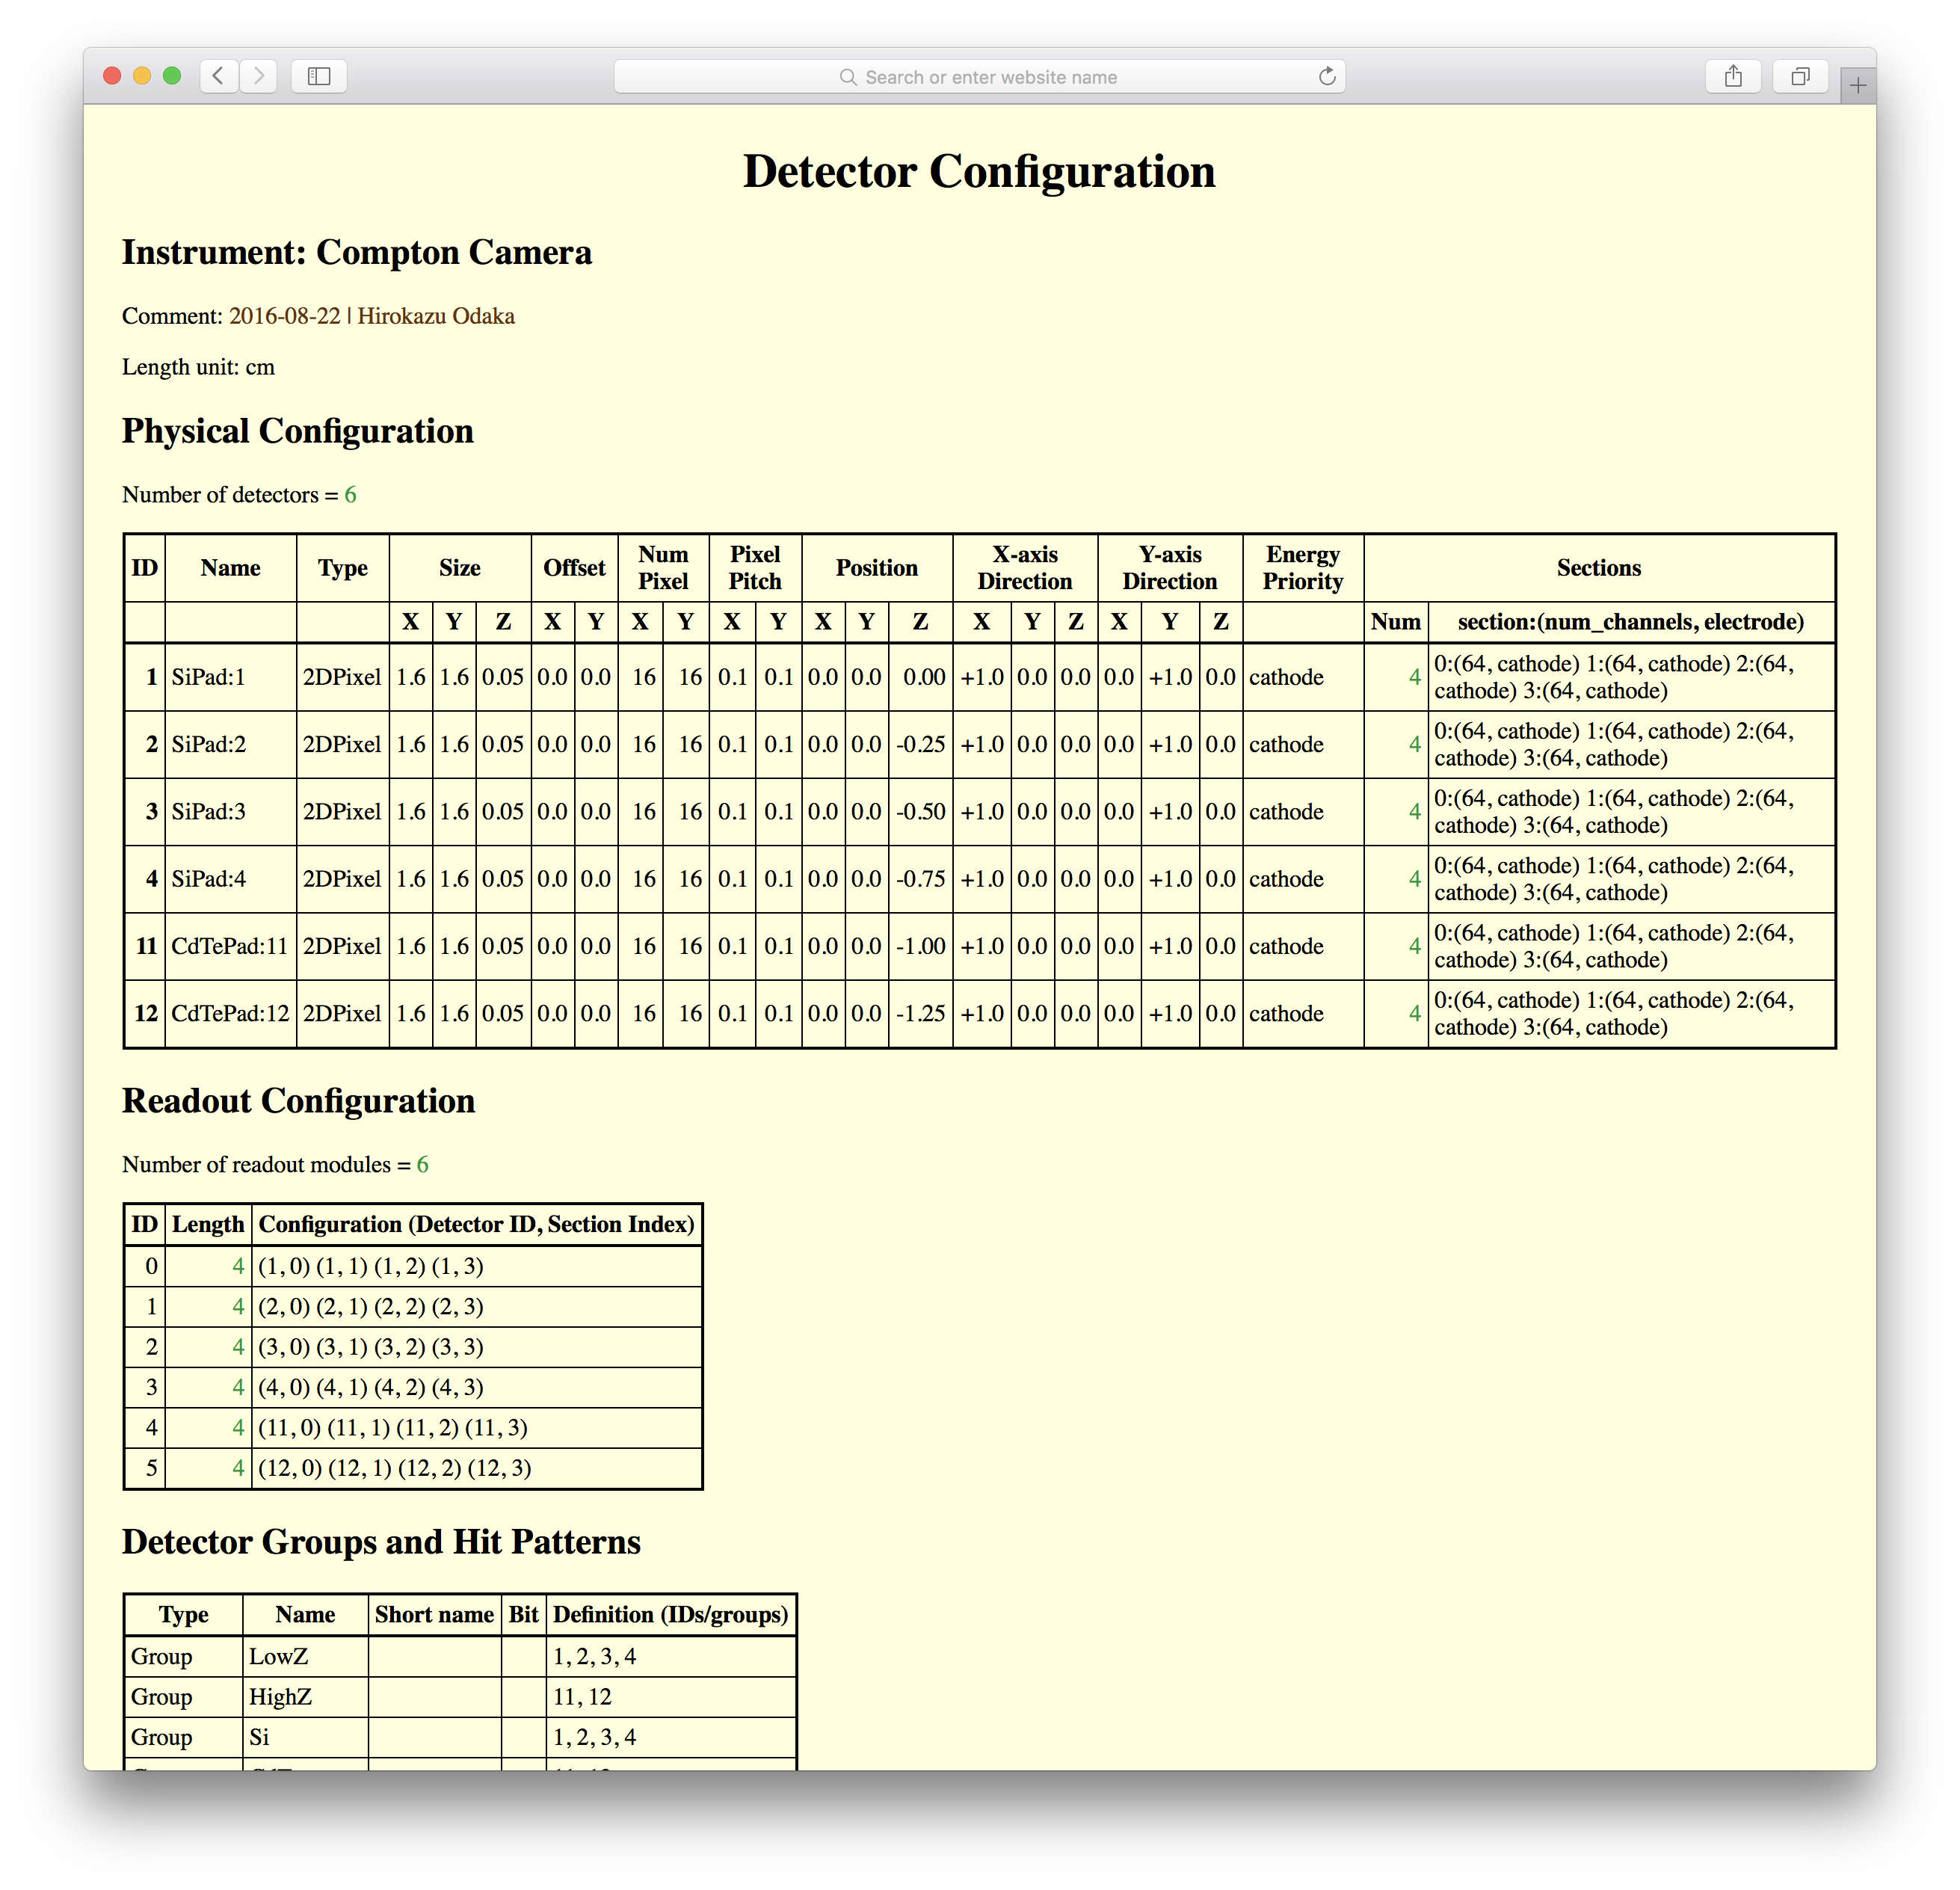 Search or enter website name
Detector Configuration
Instrument: Compton Camera
Comment: 2016-08-22 | Hirokazu Odaka
Length unit: cm
Physical Configuration
Number of detectors = 6
ID Name Type Size Offset Num Pixel Pixel Pitch Position X-axis Direction Y-axis Direction Energy Priority Sections
X Y Z X Y X Y X Y X Y Z X Y Z X Y Z Num section:(num_channels, electrode)
1 SiPad:1 2DPixel 1.6 1.6 0.05 0.0 0.0 16 16 0.1 0.1 0.0 0.0 0.00 +1.0 0.0 0.0 0.0 +1.0 0.0 cathode 4 0:(64, cathode) 1:(64, cathode) 2:(64,
cathode) 3:(64, cathode)
2 SiPad:2 2DPixel 1.6 1.6 0.05 0.0 0.0 16 16 0.1 0.1 0.0 0.0 -0.25 +1.0 0.0 0.0 0.0 +1.0 0.0 cathode 4 0:(64, cathode) 1:(64, cathode) 2:(64,
cathode) 3:(64, cathode)
3 SiPad:3 2DPixel 1.6 1.6 0.05 0.0 0.0 16 16 0.1 0.1 0.0 0.0 -0.50 +1.0 0.0 0.0 0.0 +1.0 0.0 cathode 4 0:(64, cathode) 1:(64, cathode) 2:(64,
cathode) 3:(64, cathode)
4 SiPad:4 2DPixel 1.6 1.6 0.05 0.0 0.0 16 16 0.1 0.1 0.0 0.0 -0.75 +1.0 0.0 0.0 0.0 +1.0 0.0 cathode 4 0:(64, cathode) 1:(64, cathode) 2:(64,
cathode) 3:(64, cathode)
11 CdTePad:11 2DPixel 1.6 1.6 0.05 0.0 0.0 16 16 0.1 0.1 0.0 0.0 -1.00 +1.0 0.0 0.0 0.0 +1.0 0.0 cathode 4 0:(64, cathode) 1:(64, cathode) 2:(64,
cathode) 3:(64, cathode)
12 CdTePad:12 2DPixel 1.6 1.6 0.05 0.0 0.0 16 16 0.1 0.1 0.0 0.0 -1.25 +1.0 0.0 0.0 0.0 +1.0 0.0 cathode 4 0:(64, cathode) 1:(64, cathode) 2:(64,
cathode) 3:(64, cathode)
Readout Configuration
Number of readout modules = 6
ID Length Configuration (Detector ID, Section Index)
0 4 (1, 0) (1, 1) (1, 2) (1, 3)
1 4 (2, 0) (2, 1) (2, 2) (2, 3)
2 4 (3, 0) (3, 1) (3, 2) (3, 3)
3 4 (4, 0) (4, 1) (4, 2) (4, 3)
4 4 (11, 0) (11, 1) (11, 2) (11, 3)
5 4 (12, 0) (12, 1) (12, 2) (12, 3)
Detector Groups and Hit Patterns
Type Name Short name Bit Definition (IDs/groups)
Group LowZ 1, 2, 3, 4
Group HighZ 11, 12
Group Si 1, 2, 3, 4